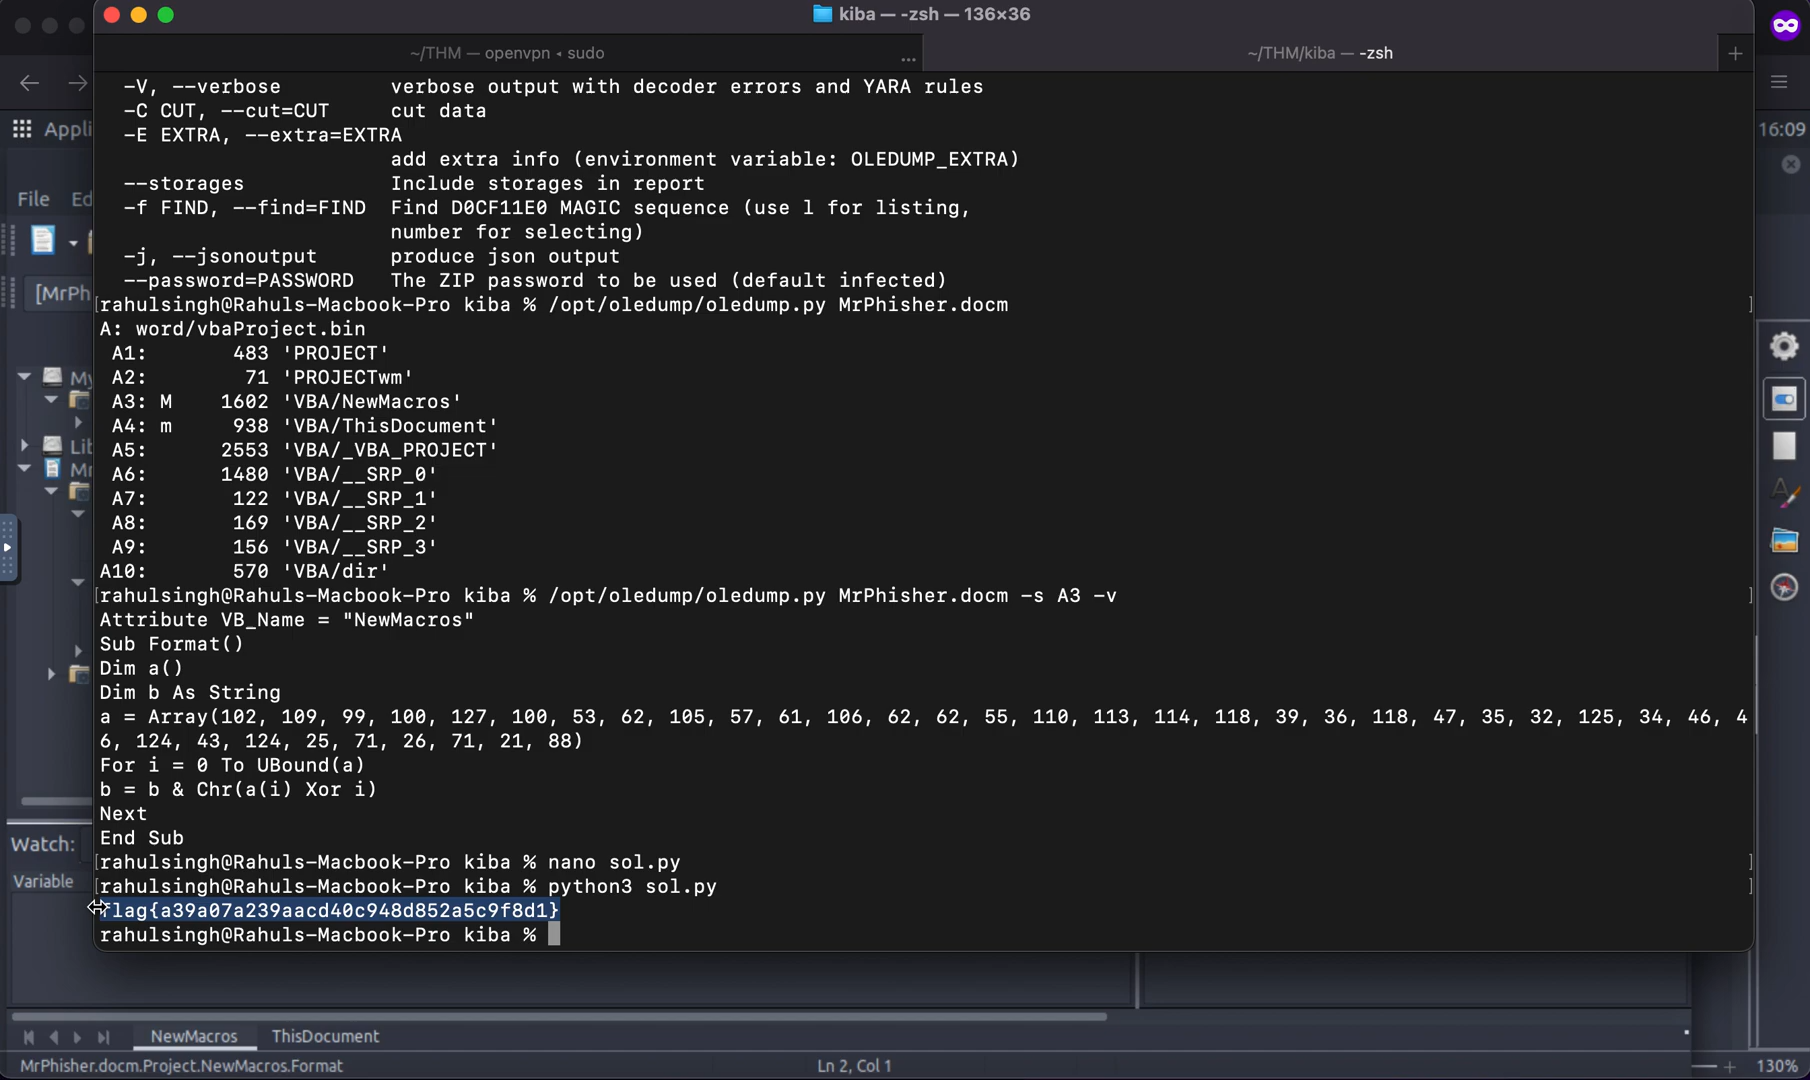 kiba — -zsh — 136×36
~/THM — openvpn ◂ sudo ...
~/THM/kiba — -zsh +
-V, --verbose verbose output with decoder errors and YARA rules
-C CUT, --cut=CUT cut data
-E EXTRA, --extra=EXTRA
add extra info (environment variable: OLEDUMP_EXTRA)
--storages Include storages in report
-f FIND, --find=FIND Find D0CF11E0 MAGIC sequence (use l for listing,
number for selecting)
-j, --jsonoutput produce json output
--password=PASSWORD The ZIP password to be used (default infected)
[rahulsingh@Rahuls-Macbook-Pro kiba % /opt/oledump/oledump.py MrPhisher.docm ]
A: word/vbaProject.bin
A1: 483 'PROJECT'
A2: 71 'PROJECTwm'
A3: M 1602 'VBA/NewMacros'
A4: m 938 'VBA/ThisDocument'
A5: 2553 'VBA/_VBA_PROJECT'
A6: 1480 'VBA/__SRP_0'
A7: 122 'VBA/__SRP_1'
A8: 169 'VBA/__SRP_2'
A9: 156 'VBA/__SRP_3'
A10: 570 'VBA/dir'
[rahulsingh@Rahuls-Macbook-Pro kiba % /opt/oledump/oledump.py MrPhisher.docm -s A3 -v ]
Attribute VB_Name = "NewMacros"
Sub Format()
Dim a()
Dim b As String
a = Array(102, 109, 99, 100, 127, 100, 53, 62, 105, 57, 61, 106, 62, 62, 55, 110, 113, 114, 118, 39, 36, 118, 47, 35, 32, 125, 34, 46, 4
6, 124, 43, 124, 25, 71, 26, 71, 21, 88)
For i = 0 To UBound(a)
b = b & Chr(a(i) Xor i)
Next
End Sub
[rahulsingh@Rahuls-Macbook-Pro kiba % nano sol.py ]
[rahulsingh@Rahuls-Macbook-Pro kiba % python3 sol.py ]
flag{a39a07a239aacd40c948d852a5c9f8d1}
rahulsingh@Rahuls-Macbook-Pro kiba %
Appli
16:09
File Ed
[MrPh
My
Lib
Mr
Watch:
Variable
NewMacros ThisDocument
MrPhisher.docm.Project.NewMacros.Format Ln 2, Col 1 130%